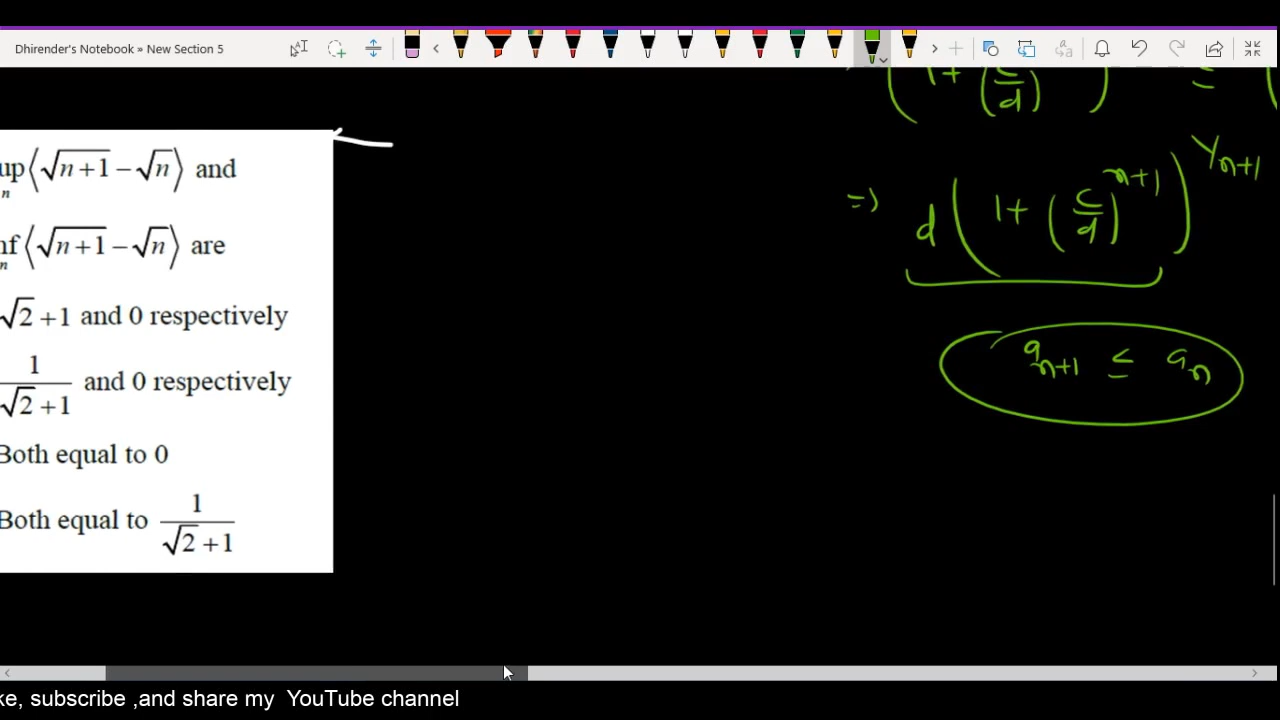 Dhirender's Notebook » New Section 5
up⟨√(n+1) − √n⟩ and
n
nf⟨√(n+1) − √n⟩ are
n
√2 + 1 and 0 respectively
1/(√2 + 1) and 0 respectively
Both equal to 0
Both equal to 1/(√2 + 1)
(1 + (c/d) ) ≤ (
⇒ d(1 + (c/d)^(n+1))^(1/n+1)
a_(n+1) ≤ a_n
ke, subscribe ,and share my YouTube channel